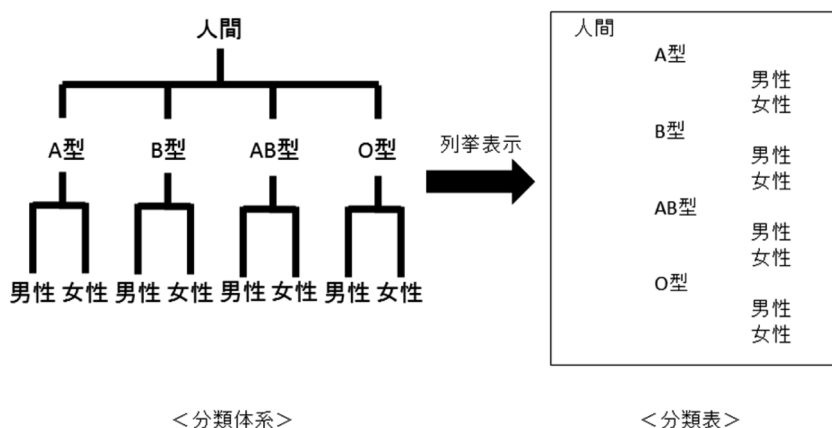 人間
A型 B型 AB型 O型
男性 女性 男性 女性 男性 女性 男性 女性
<分類体系>
列挙表示
人間
A型
男性
女性
B型
男性
女性
AB型
男性
女性
O型
男性
女性
<分類表>